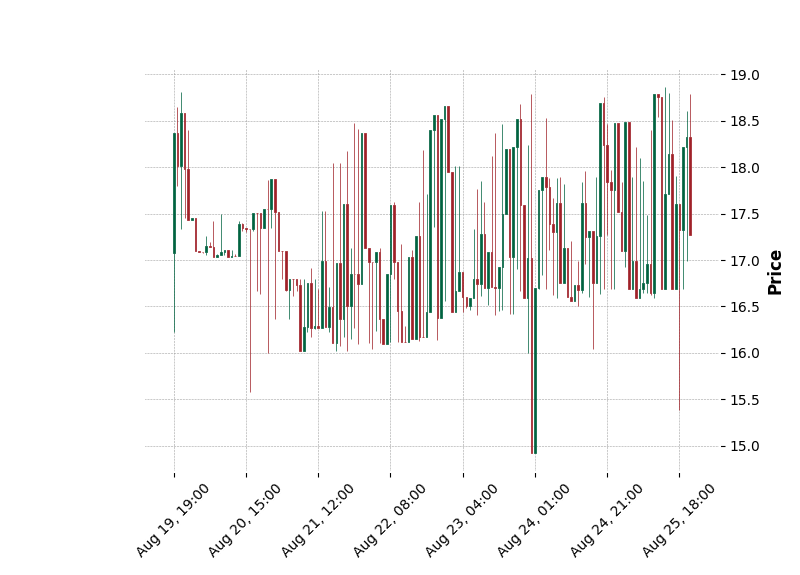 19.0
18.5
18.0
17.5
17.0
16.5
16.0
15.5
15.0
Price
Aug 19, 19:00
Aug 20, 15:00
Aug 21, 12:00
Aug 22, 08:00
Aug 23, 04:00
Aug 24, 01:00
Aug 24, 21:00
Aug 25, 18:00